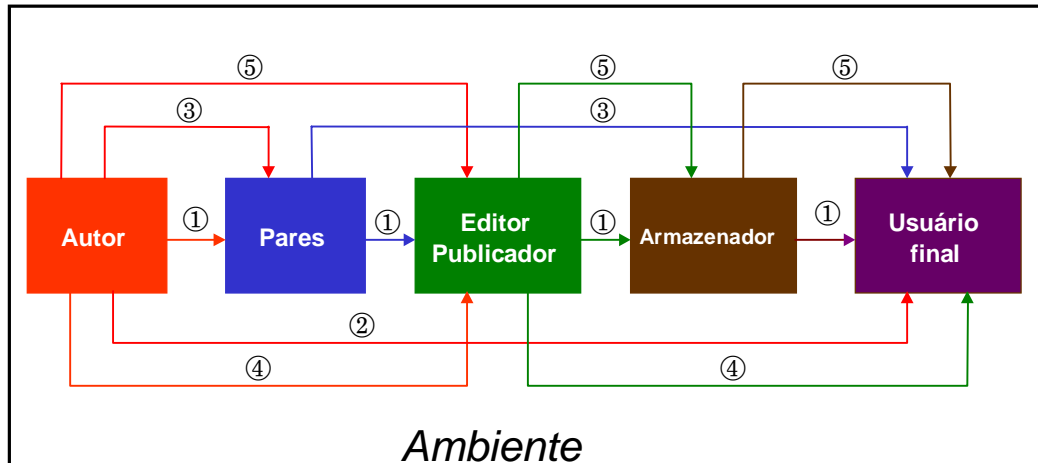 ⑤
⑤
⑤
③
③
Autor
①
Pares
①
Editor
Publicador
①
Armazenador
①
Usuário
final
②
④
④
Ambiente